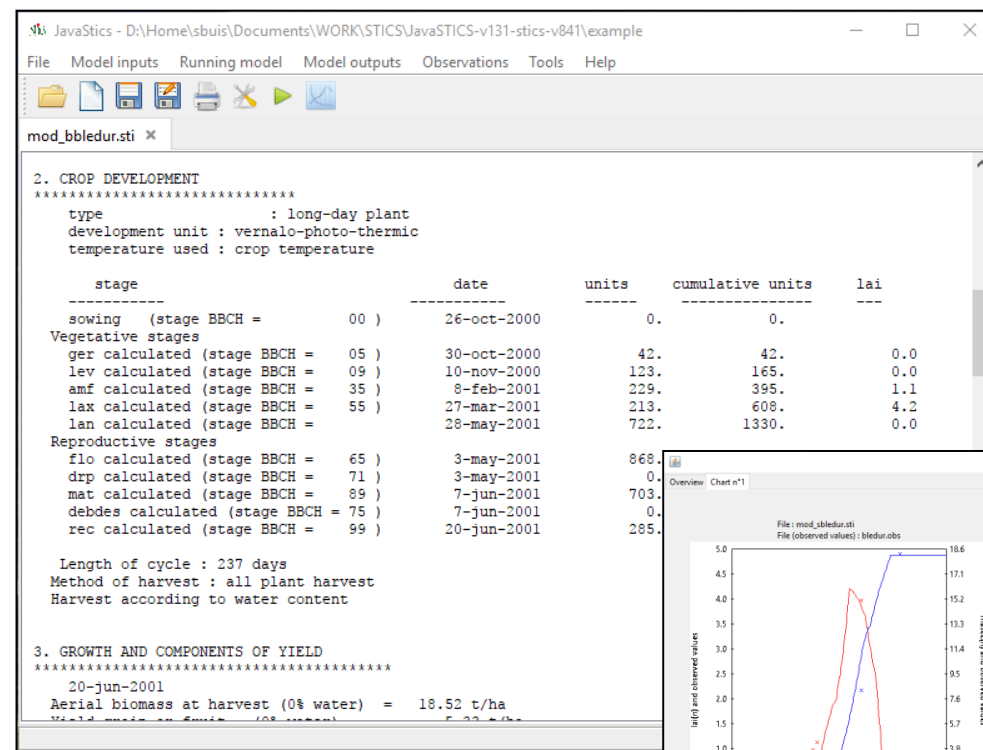 JavaStics - D:\Home\sbuis\Documents\WORK\STICS\JavaSTICS-v131-stics-v841\example
File Model inputs Running model Model outputs Observations Tools Help
mod_bbledur.sti
2. CROP DEVELOPMENT
******************************
type : long-day plant
development unit : vernalo-photo-thermic
temperature used : crop temperature
stage date units cumulative units lai
----------- ----------- ------ --------------- ---
sowing (stage BBCH = 00 ) 26-oct-2000 0. 0.
Vegetative stages
ger calculated (stage BBCH = 05 ) 30-oct-2000 42. 42. 0.0
lev calculated (stage BBCH = 09 ) 10-nov-2000 123. 165. 0.0
amf calculated (stage BBCH = 35 ) 8-feb-2001 229. 395. 1.1
lax calculated (stage BBCH = 55 ) 27-mar-2001 213. 608. 4.2
lan calculated (stage BBCH = 28-may-2001 722. 1330. 0.0
Reproductive stages
flo calculated (stage BBCH = 65 ) 3-may-2001 868.
drp calculated (stage BBCH = 71 ) 3-may-2001 0.
mat calculated (stage BBCH = 89 ) 7-jun-2001 703.
debdes calculated (stage BBCH = 75 ) 7-jun-2001 0.
rec calculated (stage BBCH = 99 ) 20-jun-2001 285.
Length of cycle : 237 days
Method of harvest : all plant harvest
Harvest according to water content
3. GROWTH AND COMPONENTS OF YIELD
*****************************************
20-jun-2001
Aerial biomass at harvest (0% water) = 18.52 t/ha
Overview Chart n°1
File : mod_sbledur.sti
File (observed values) : bledur.obs
lai(n) and observed values
5.0
4.5
4.0
3.5
3.0
2.5
2.0
1.5
1.0
18.6
17.1
15.2
13.3
11.4
9.5
7.6
5.7
3.8